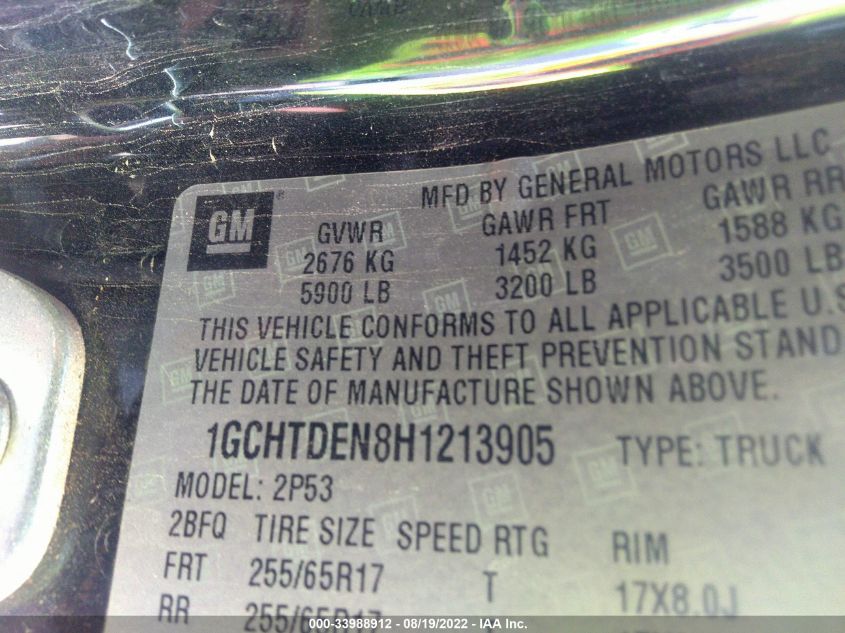 MFD BY GENERAL MOTORS LLC
GM ®
GVWR GAWR FRT GAWR RR
2676 KG 1452 KG 1588 KG
5900 LB 3200 LB 3500 LB
THIS VEHICLE CONFORMS TO ALL APPLICABLE U.S
VEHICLE SAFETY AND THEFT PREVENTION STAND
THE DATE OF MANUFACTURE SHOWN ABOVE.
1GCHTDEN8H1213905 TYPE: TRUCK
MODEL: 2P53
2BFQ TIRE SIZE SPEED RTG RIM
FRT 255/65R17 T 17X8.0J
RR 255/65R17
© - 33988912 - 08/19/2022 - IAA Inc.